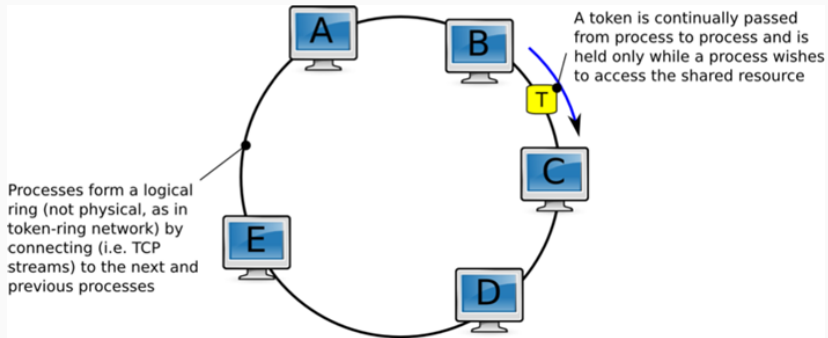 A
B
A token is continually passed
from process to process and is
held only while a process wishes
to access the shared resource
T
C
Processes form a logical
ring (not physical, as in
token-ring network) by
connecting (i.e. TCP
streams) to the next and
previous processes
E
D